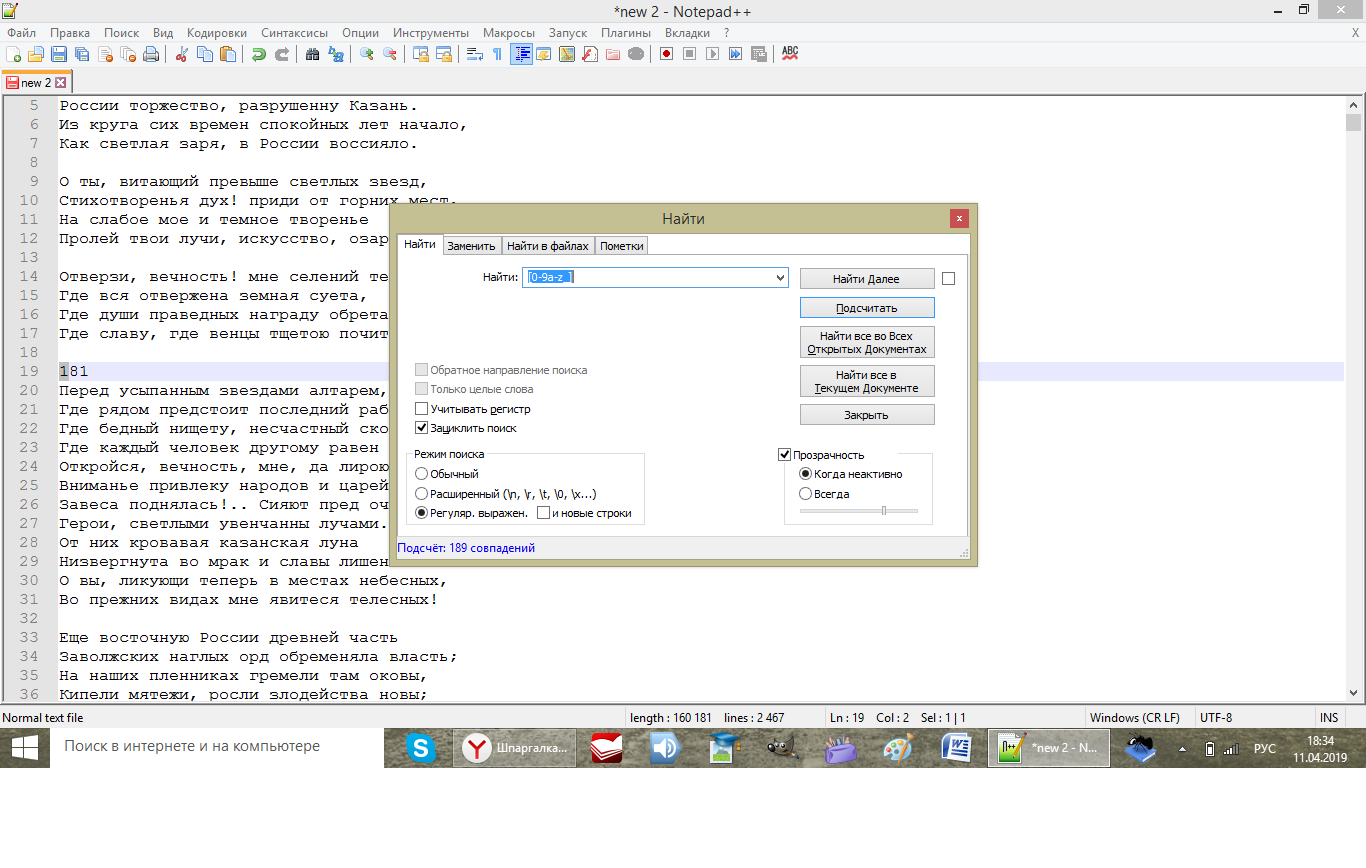 *new 2 - Notepad++
Файл Правка Поиск Вид Кодировки Синтаксисы Опции Инструменты Макросы Запуск Плагины Вкладки ? X
new 2
5 России торжество, разрушенну Казань.
6 Из круга сих времен спокойных лет начало,
7 Как светлая заря, в России воссияло.
8
9 О ты, витающий превыше светлых звезд,
10 Стихотворенья дух! приди от горних мест,
11 На слабое мое и темное творенье
12 Пролей твои лучи, искусство, озар
13
14 Отверзи, вечность! мне селений те
15 Где вся отвержена земная суета,
16 Где души праведных награду обрета
17 Где славу, где венцы тщетою почит
18
19 181
20 Перед усыпанным звездами алтарем,
21 Где рядом предстоит последний раб
22 Где бедный нищету, несчастный ско
23 Где каждый человек другому равен
24 Откройся, вечность, мне, да лирою
25 Вниманье привлеку народов и царей
26 Завеса поднялась!.. Сияют пред оч
27 Герои, светлыми увенчанны лучами.
28 От них кровавая казанская луна
29 Низвергнута во мрак и славы лишен
30 О вы, ликующи теперь в местах небесных,
31 Во прежних видах мне явитеся телесных!
32
33 Еще восточную России древней часть
34 Заволжских наглых орд обременяла власть;
35 На наших пленниках гремели там оковы,
36 Кипели мятежи, росли злодейства новы;
Найти
x
Найти Заменить Найти в файлах Пометки
Найти:
Найти Далее
Подсчитать
Найти все во Всех
Открытых Документах
Найти все в
Текущем Документе
Закрыть
Обратное направление поиска
Только целые слова
Учитывать регистр
Зациклить поиск
Режим поиска
Обычный
Расширенный (\n, \r, \t, \0, \x...)
Регуляр. выражен. и новые строки
Прозрачность
Когда неактивно
Всегда
Подсчёт: 189 совпадений
Normal text file length : 160 181 lines : 2 467 Ln : 19 Col : 2 Sel : 1 | 1 Windows (CR LF) UTF-8 INS
Поиск в интернете и на компьютере
Шпаргалка...
*new 2 - N...
РУС
18:34
11.04.2019